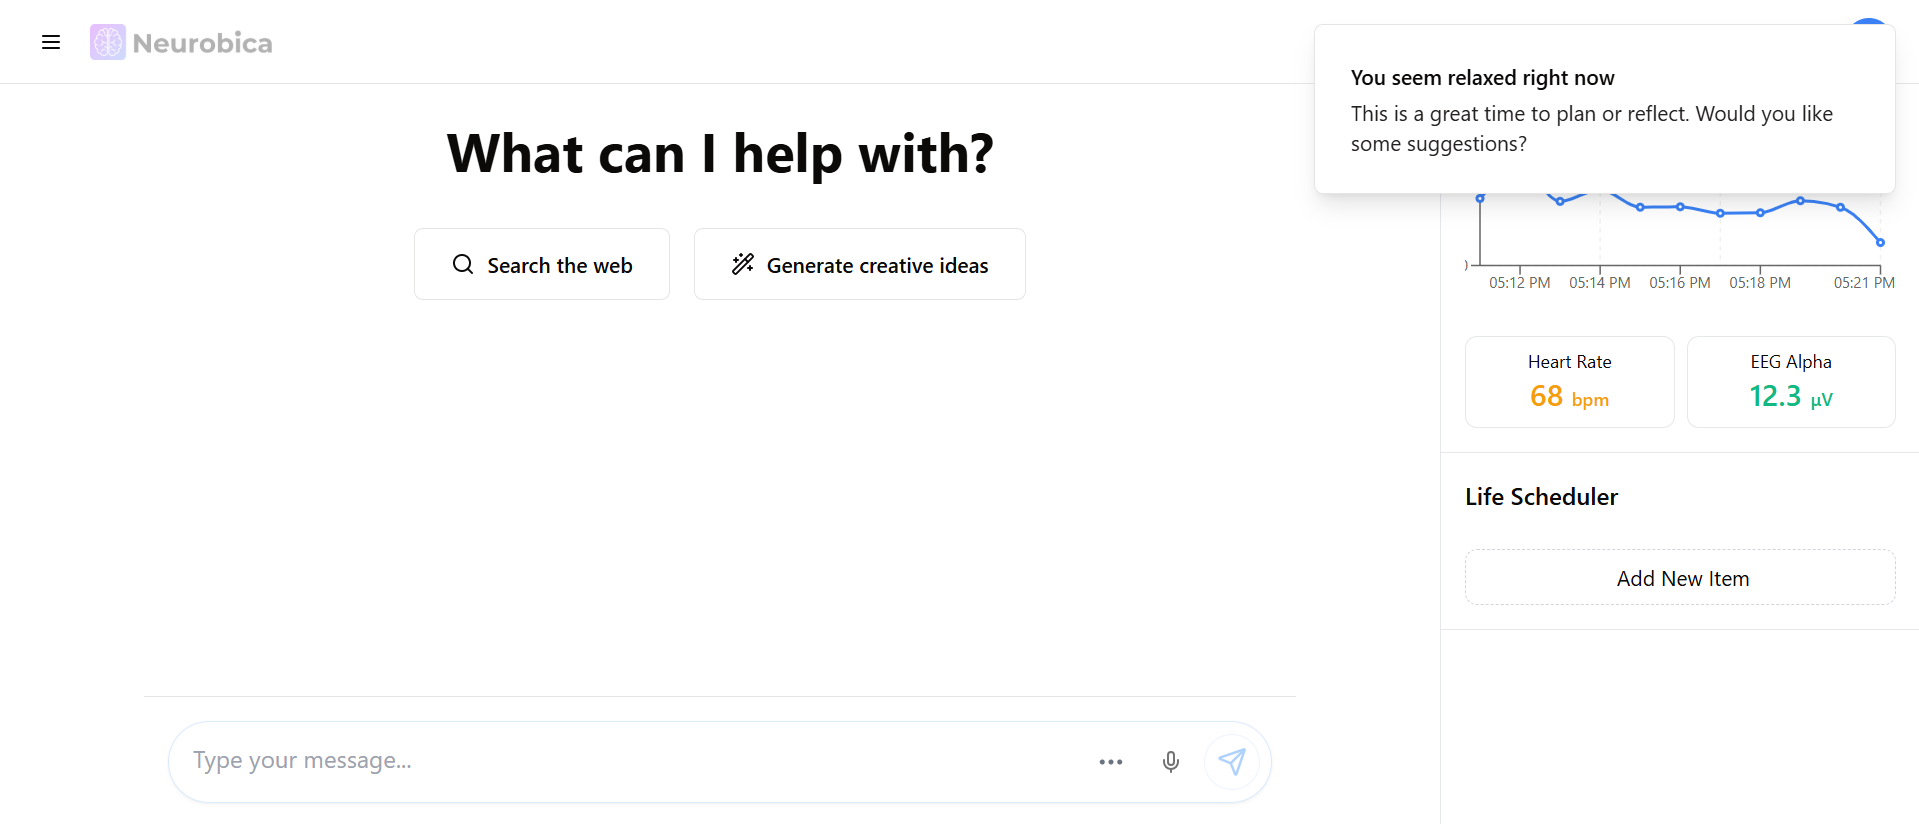 Neurobica
You seem relaxed right now
This is a great time to plan or reflect. Would you like
some suggestions?
What can I help with?
Search the web
Generate creative ideas
05:12 PM
05:14 PM
05:16 PM
05:18 PM
05:21 PM
Heart Rate
68 bpm
EEG Alpha
12.3 µV
Life Scheduler
Add New Item
Type your message...